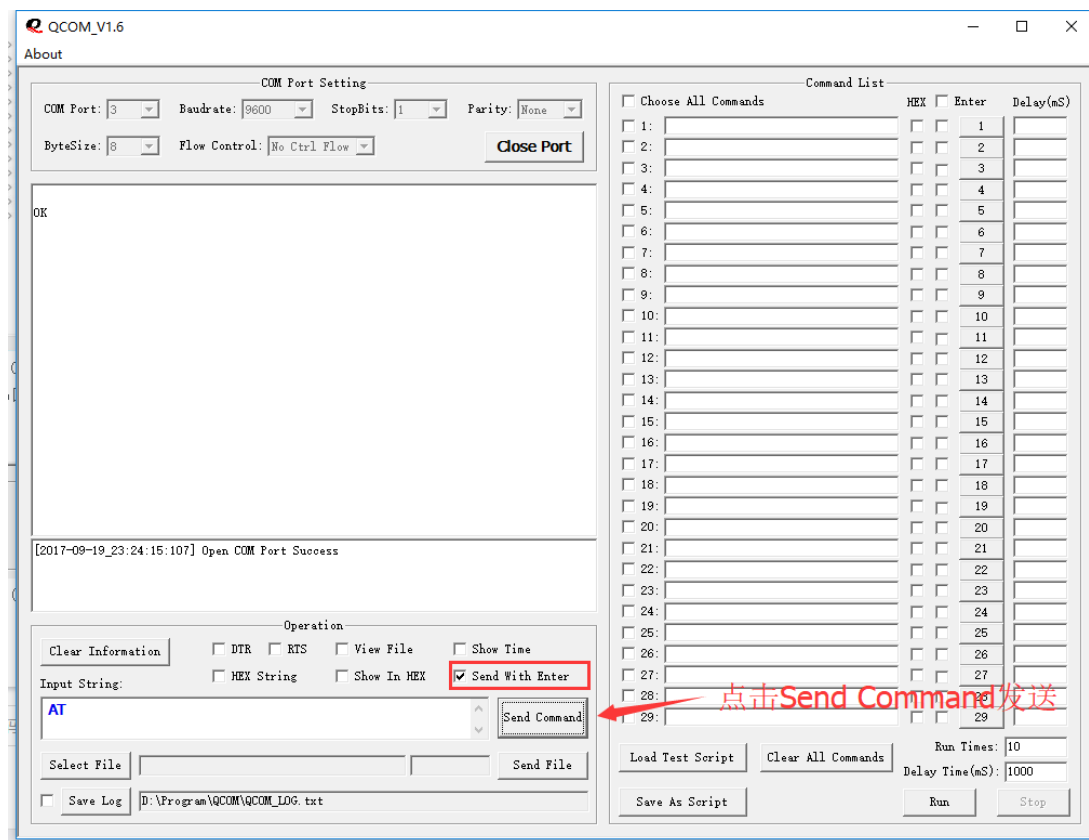 QCOM_V1.6
About
COM Port Setting
COM Port: 3 Baudrate: 9600 StopBits: 1 Parity: None
ByteSize: 8 Flow Control: No Ctrl Flow Close Port
OK
[2017-09-19_23:24:15:107] Open COM Port Success
Operation
Clear Information DTR RTS View File Show Time
HEX String Show In HEX Send With Enter
Input String:
AT
Send Command
Select File Send File
Save Log D:\Program\QCOM\QCOM_LOG.txt
Command List
Choose All Commands HEX Enter Delay(mS)
1: 1
2: 2
3: 3
4: 4
5: 5
6: 6
7: 7
8: 8
9: 9
10: 10
11: 11
12: 12
13: 13
14: 14
15: 15
16: 16
17: 17
18: 18
19: 19
20: 20
21: 21
22: 22
23: 23
24: 24
25: 25
26: 26
27: 27
28: 28
点击Send Command发送
29: 29
Load Test Script Clear All Commands Run Times: 10
Delay Time(mS): 1000
Save As Script Run Stop